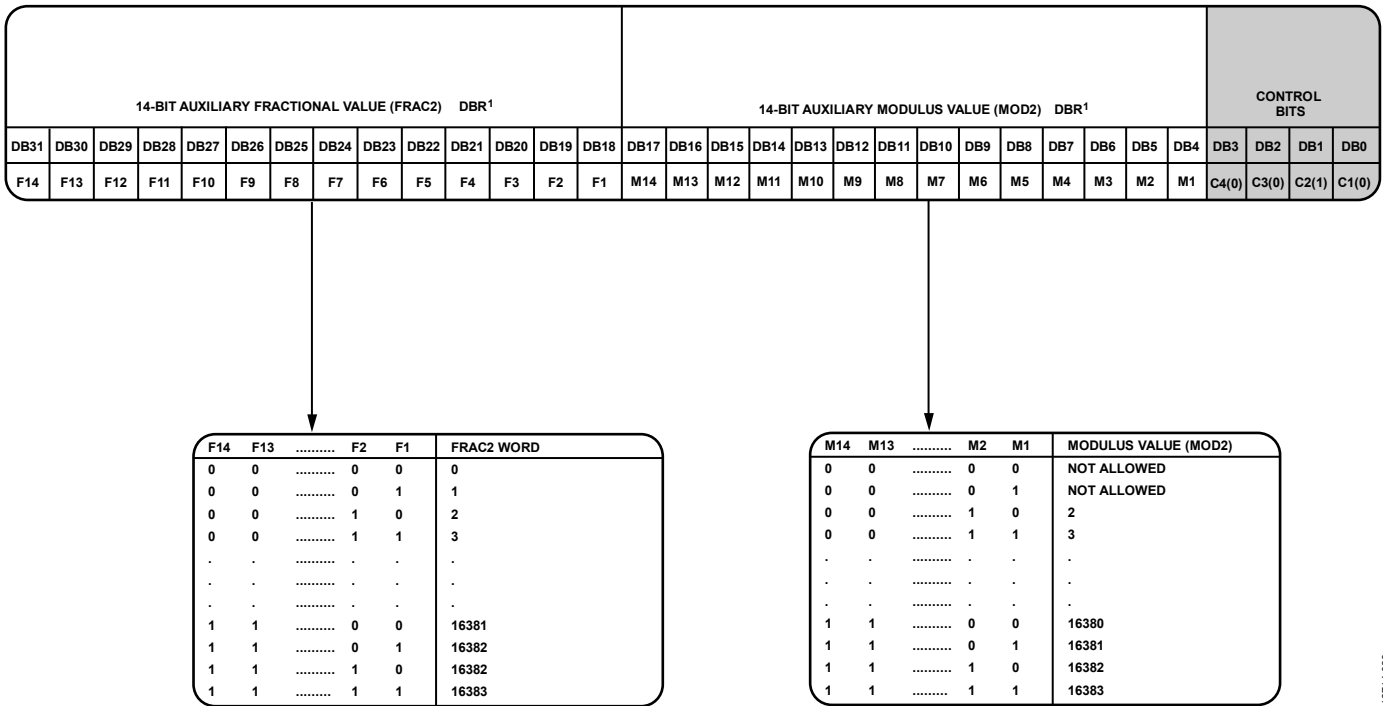 14-BIT AUXILIARY FRACTIONAL VALUE (FRAC2) DBR1
14-BIT AUXILIARY MODULUS VALUE (MOD2) DBR1
CONTROL
BITS
DB31 DB30 DB29 DB28 DB27 DB26 DB25 DB24 DB23 DB22 DB21 DB20 DB19 DB18 DB17 DB16 DB15 DB14 DB13 DB12 DB11 DB10 DB9 DB8 DB7 DB6 DB5 DB4 DB3 DB2 DB1 DB0
F14 F13 F12 F11 F10 F9 F8 F7 F6 F5 F4 F3 F2 F1 M14 M13 M12 M11 M10 M9 M8 M7 M6 M5 M4 M3 M2 M1 C4(0) C3(0) C2(1) C1(0)
F14 F13 .......... F2 F1 FRAC2 WORD
0 0 .......... 0 0 0
0 0 .......... 0 1 1
0 0 .......... 1 0 2
0 0 .......... 1 1 3
. . .......... . . .
. . .......... . . .
. . .......... . . .
1 1 .......... 0 0 16381
1 1 .......... 0 1 16382
1 1 .......... 1 0 16382
1 1 ......... 1 1 16383
M14 M13 .......... M2 M1 MODULUS VALUE (MOD2)
0 0 .......... 0 0 NOT ALLOWED
0 0 .......... 0 1 NOT ALLOWED
0 0 .......... 1 0 2
0 0 .......... 1 1 3
. . .......... . . .
. . .......... . . .
. . .......... . . .
1 1 .......... 0 0 16380
1 1 .......... 0 1 16381
1 1 .......... 1 0 16382
1 1 ......... 1 1 16383